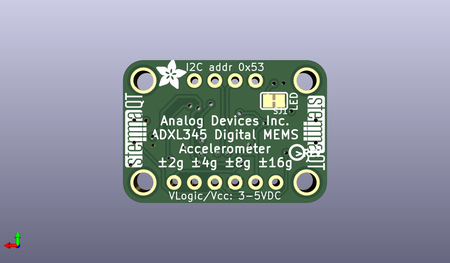 I2C addr 0x53
LED
SJ1
stemma QT
stemma QT
Analog Devices Inc.
ADXL345 Digital MEMS
Accelerometer
±2g ±4g ±8g ±16g
VLogic/Vcc: 3-5VDC